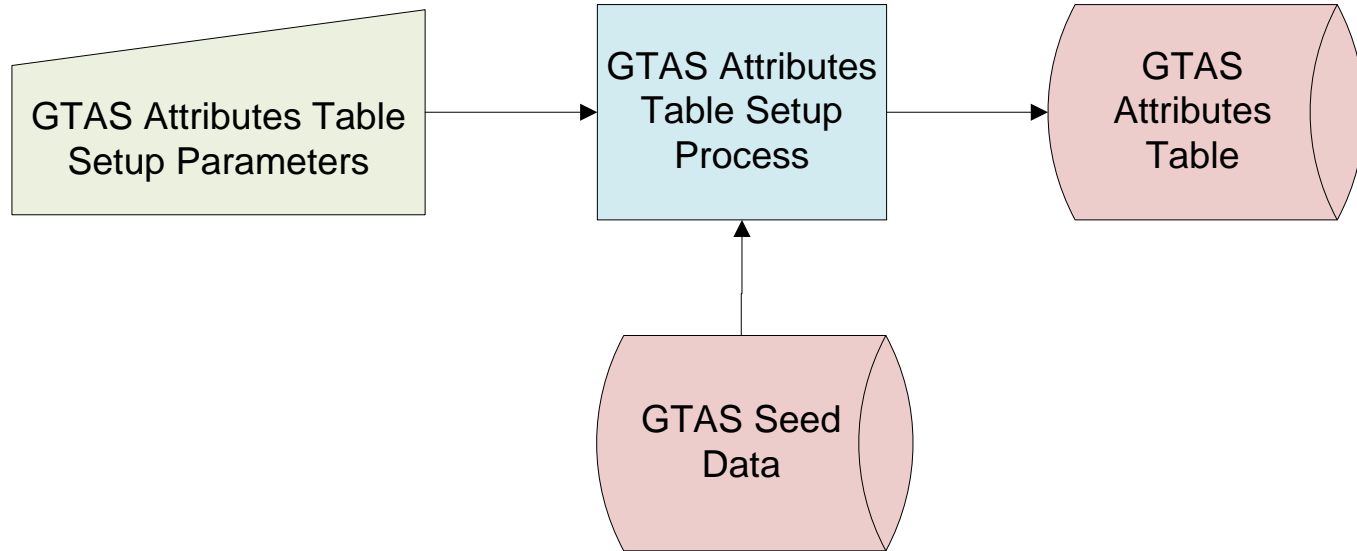 GTAS Attributes Table
Setup Parameters
GTAS Attributes
Table Setup
Process
GTAS
Attributes
Table
GTAS Seed
Data